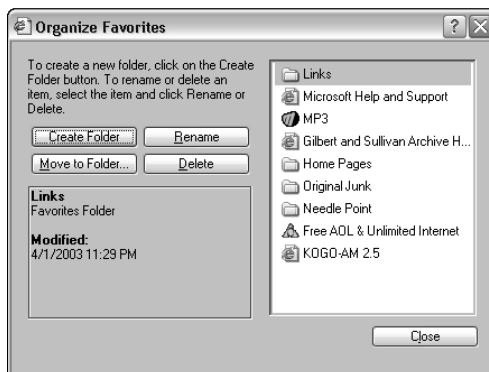 Organize Favorites
To create a new folder, click on the Create
Folder button. To rename or delete an
item, select the item and click Rename or
Delete.
Create Folder
Rename
Move to Folder...
Delete
Links
Favorites Folder
Modified:
4/1/2003 11:29 PM
Links
Microsoft Help and Support
MP3
Gilbert and Sullivan Archive H...
Home Pages
Original Junk
Needle Point
Free AOL & Unlimited Internet
KOGO-AM 2.5
Close